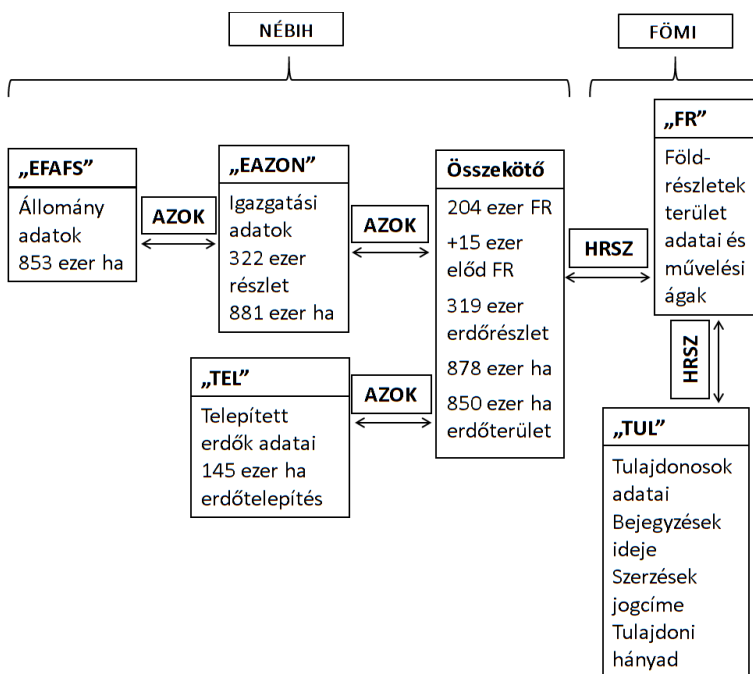 NÉBIH
FÖMI
„EFAFS”
Állomány
adatok
853 ezer ha
AZOK
„EAZON”
Igazgatási
adatok
322 ezer
részlet
881 ezer ha
AZOK
„TEL”
Telepített
erdők adatai
145 ezer ha
erdőtelepítés
AZOK
Összekötő
204 ezer FR
+15 ezer
előd FR
319 ezer
erdőrészlet
878 ezer ha
850 ezer ha
erdőterület
HRSZ
„FR”
Föld-
részletek
terület
adatai és
művelési
ágak
HRSZ
„TUL”
Tulajdonosok
adatai
Bejegyzések
ideje
Szerzések
jogcíme
Tulajdoni
hányad